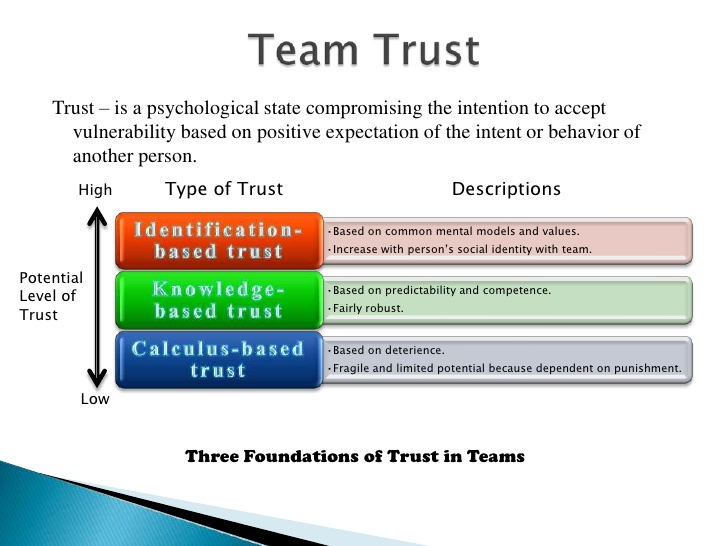 Team Trust
Trust – is a psychological state compromising the intention to accept
vulnerability based on positive expectation of the intent or behavior of
another person.
High
Type of Trust
Descriptions
Identification-
based trust
•Based on common mental models and values.
•Increase with person's social identity with team.
Potential
Level of
Trust
Knowledge-
based trust
•Based on predictability and competence.
•Fairly robust.
Calculus-based
trust
•Based on deterience.
•Fragile and limited potential because dependent on punishment.
Low
Three Foundations of Trust in Teams